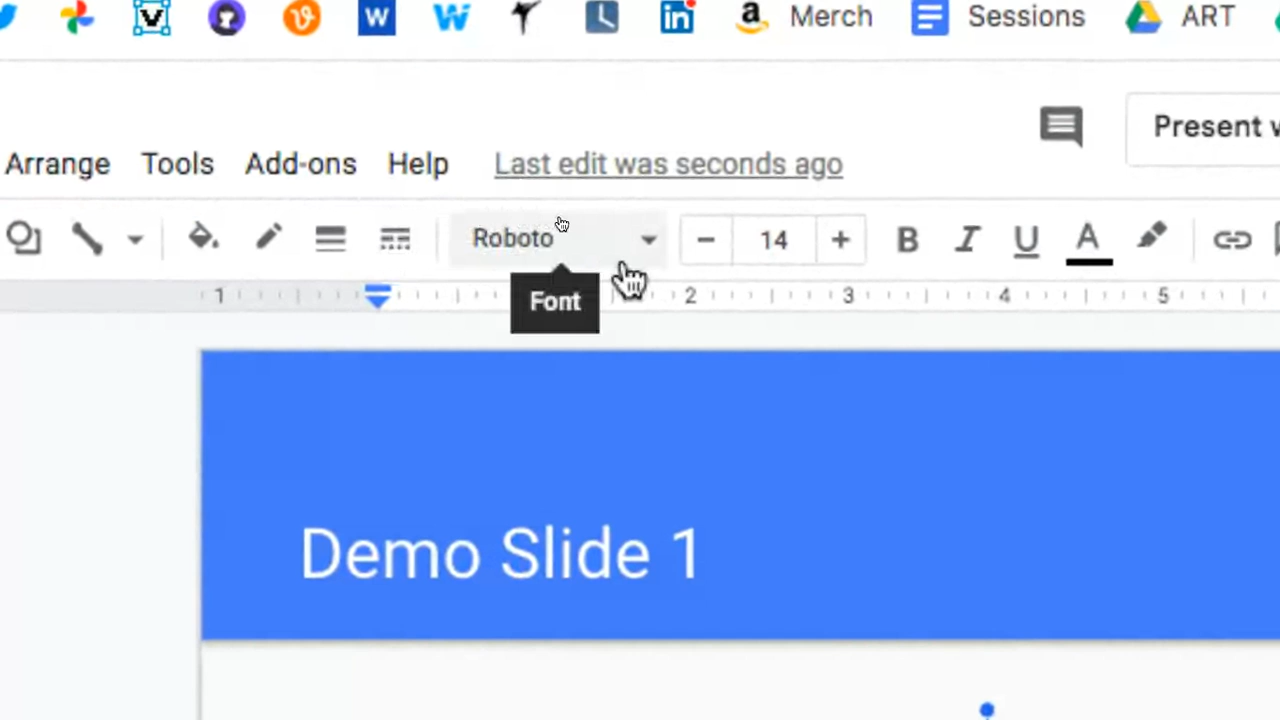 W in a Merch Sessions ART
Present
Arrange Tools Add-ons Help Last edit was seconds ago
Roboto - 14 + B I U A
Font
1 2 3 4 5
Demo Slide 1